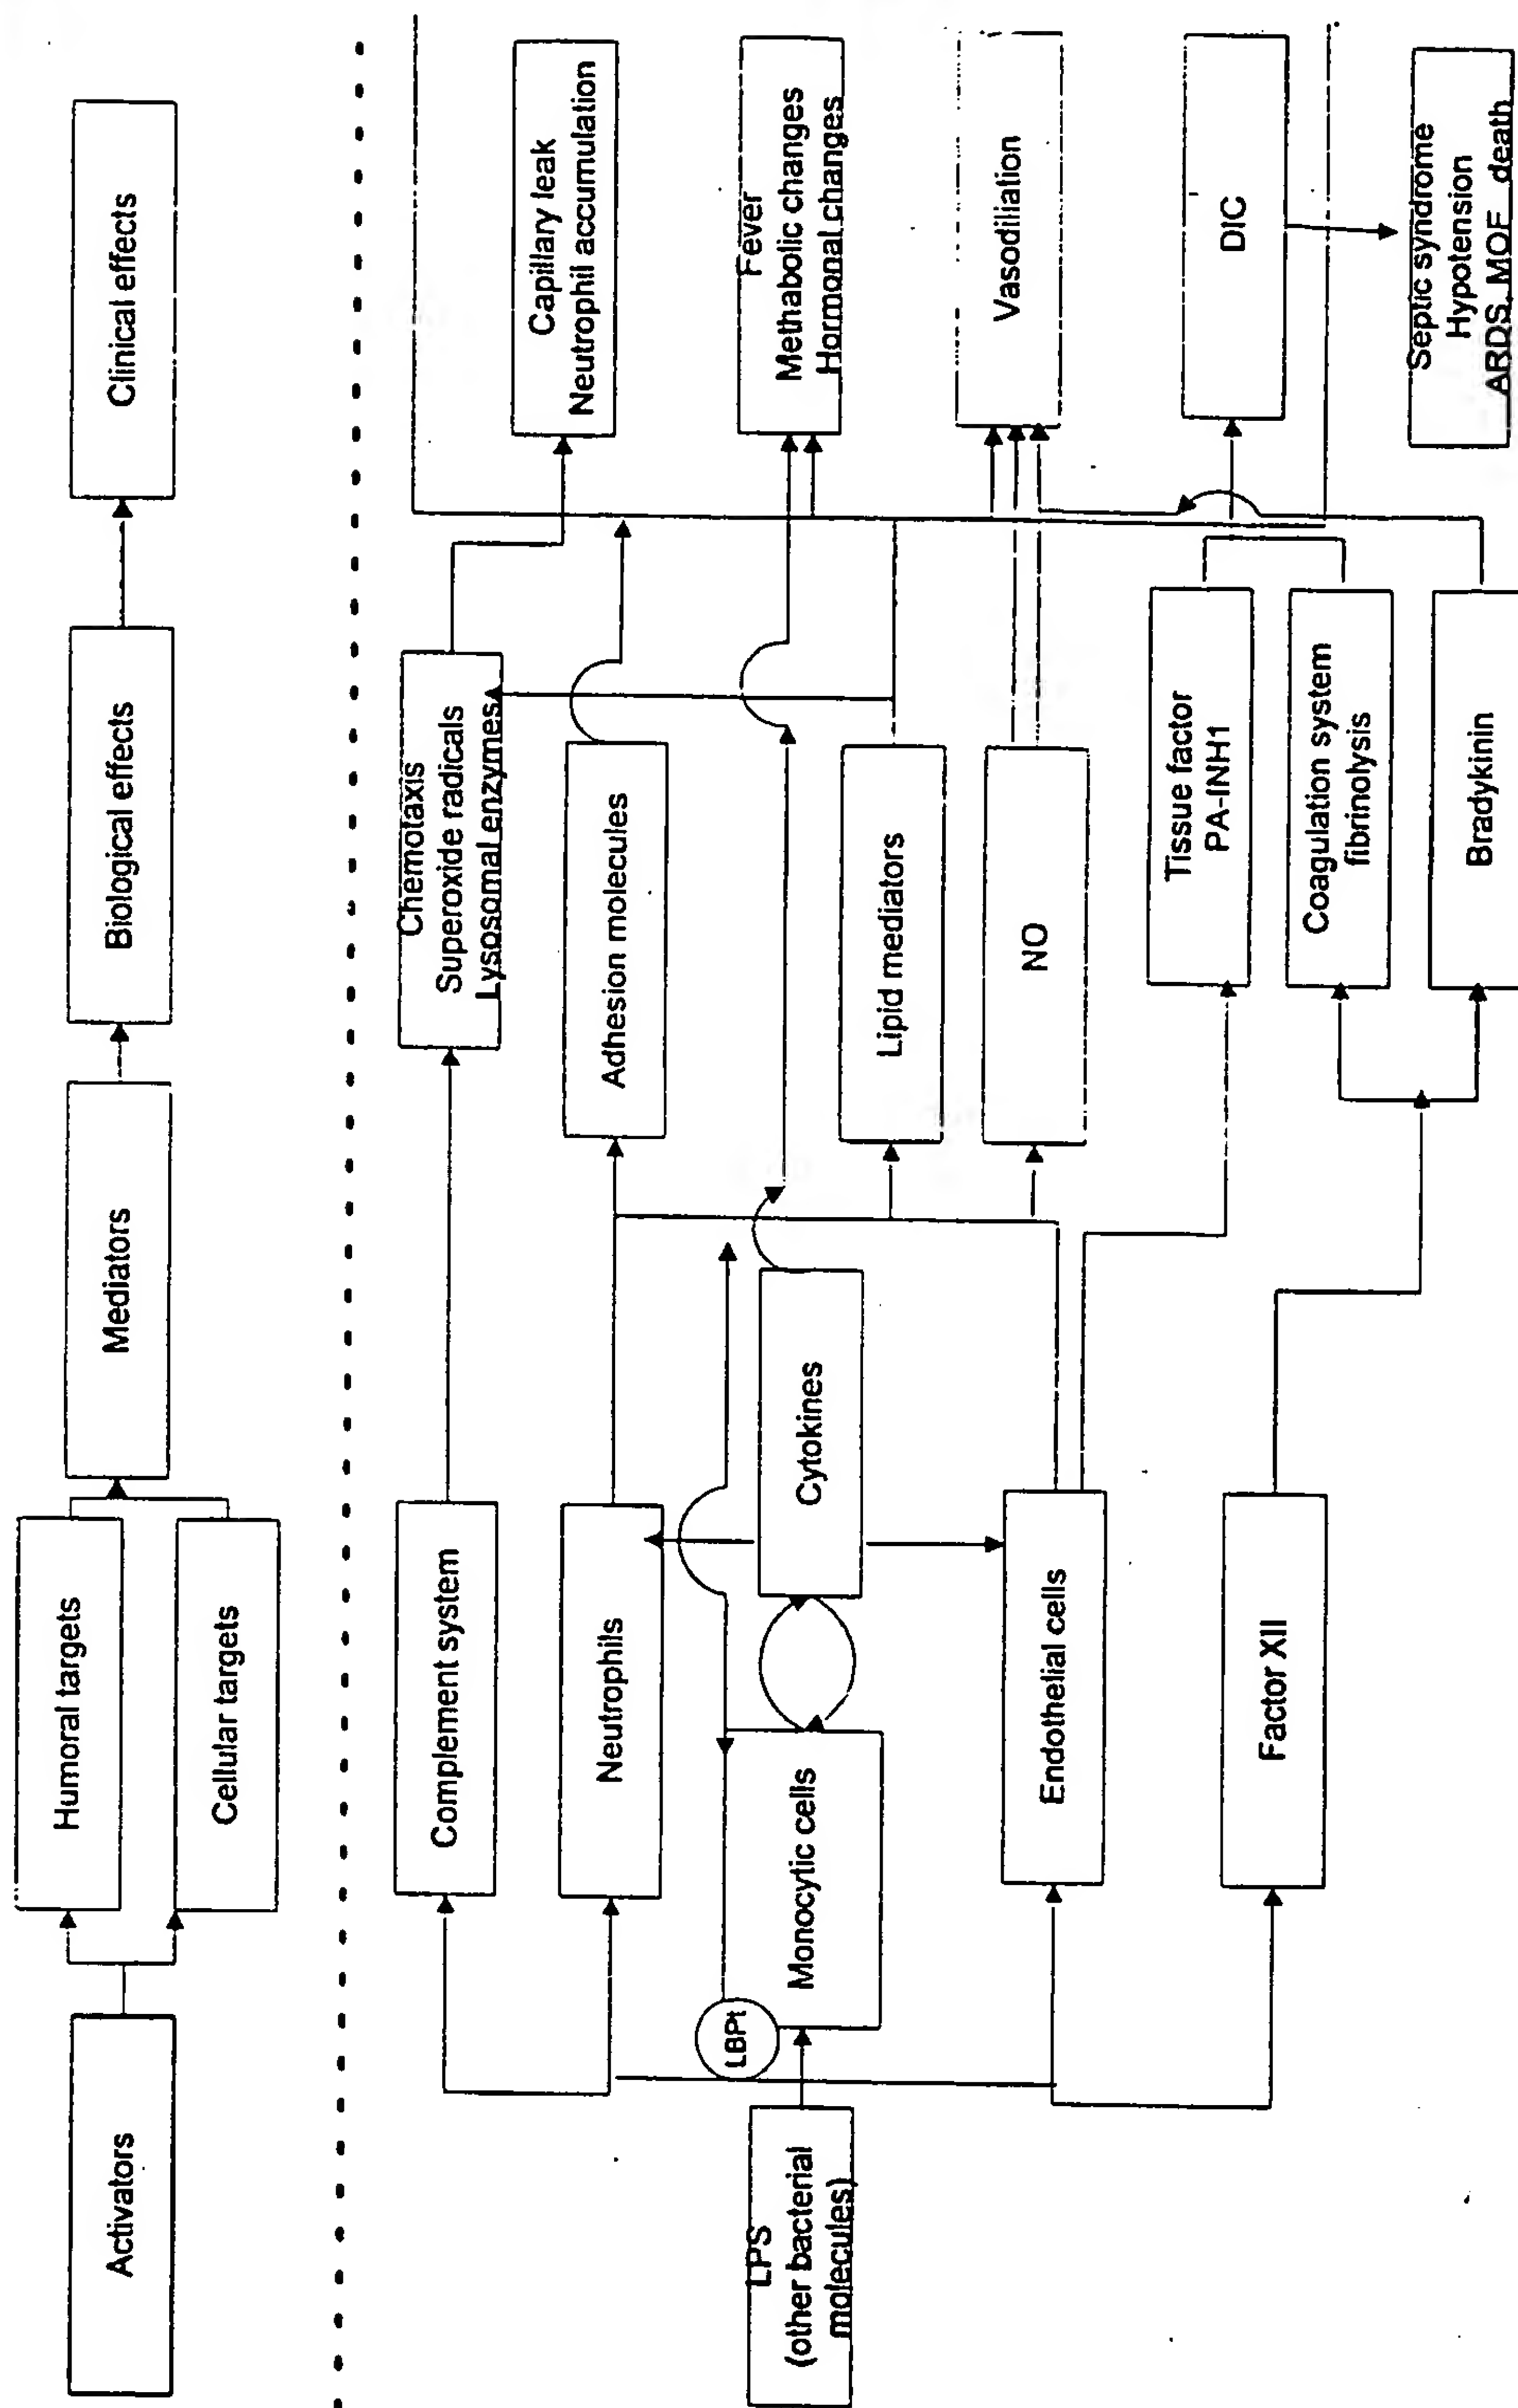 Activators
Humoral targets
Cellular targets
Mediators
Biological effects
Clinical effects
LPS
(other bacterial
molecules)
LBPt
Complement system
Neutrophils
Monocytic cells
Cytokines
Endothelial cells
Factor XII
Chemotaxis
Superoxide radicals
Lysosomal enzymes
Adhesion molecules
Lipid mediators
NO
Tissue factor
PA-INH1
Coagulation system
fibrinolysis
Bradykinin
Capillary leak
Neutrophil accumulation
Fever
Methabolic changes
Hormonal changes
Vasodiliation
DIC
Septic syndrome
Hypotension
ARDS, MOF death